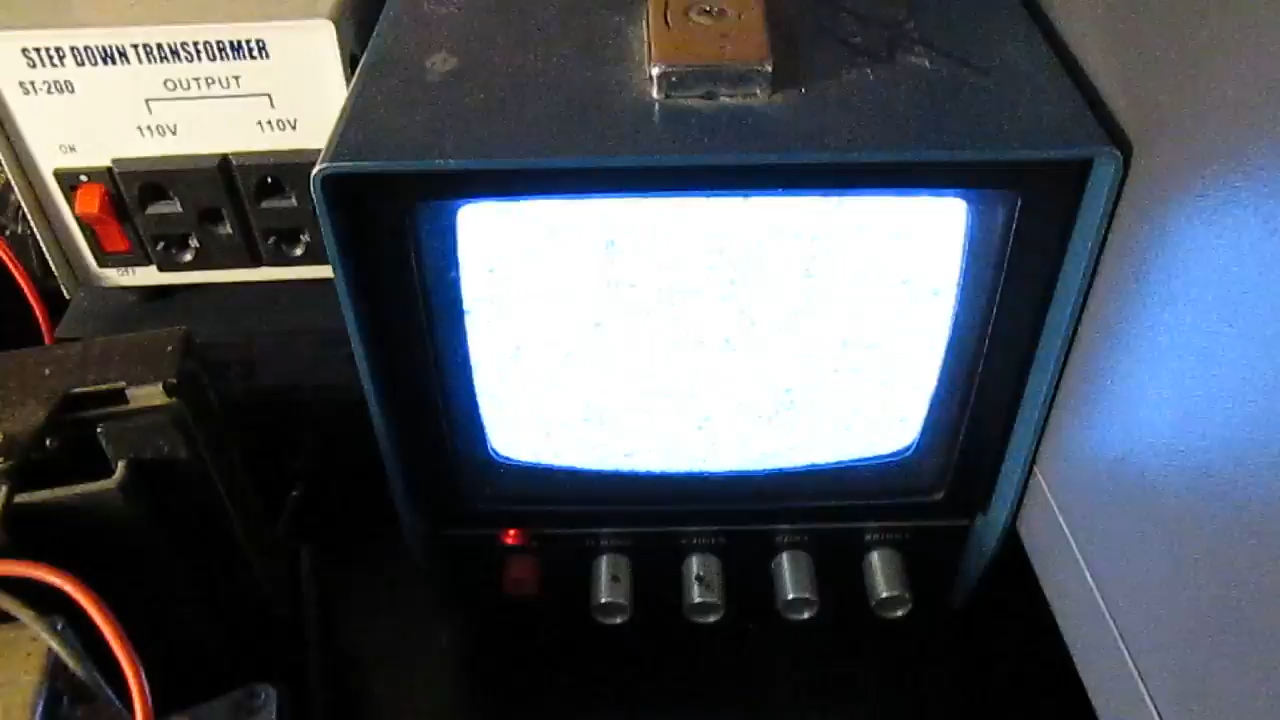 STEP DOWN TRANSFORMER
ST-200
OUTPUT
110V 110V
ON
OFF